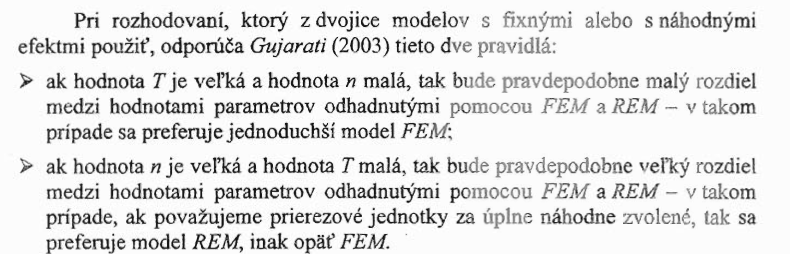 Pri rozhodovaní, ktorý z dvojice modelov s fixnými alebo s náhodnými
efektmi použiť, odporúča Gujarati (2003) tieto dve pravidlá:
➢ ak hodnota T je veľká a hodnota n malá, tak bude pravdepodobne malý rozdiel
medzi hodnotami parametrov odhadnutými pomocou FEM a REM – v takom
prípade sa preferuje jednoduchší model FEM;
➢ ak hodnota n je veľká a hodnota T malá, tak bude pravdepodobne veľký rozdiel
medzi hodnotami parametrov odhadnutými pomocou FEM a REM – v takom
prípade, ak považujeme prierezové jednotky za úplne náhodne zvolené, tak sa
preferuje model REM, inak opäť FEM.